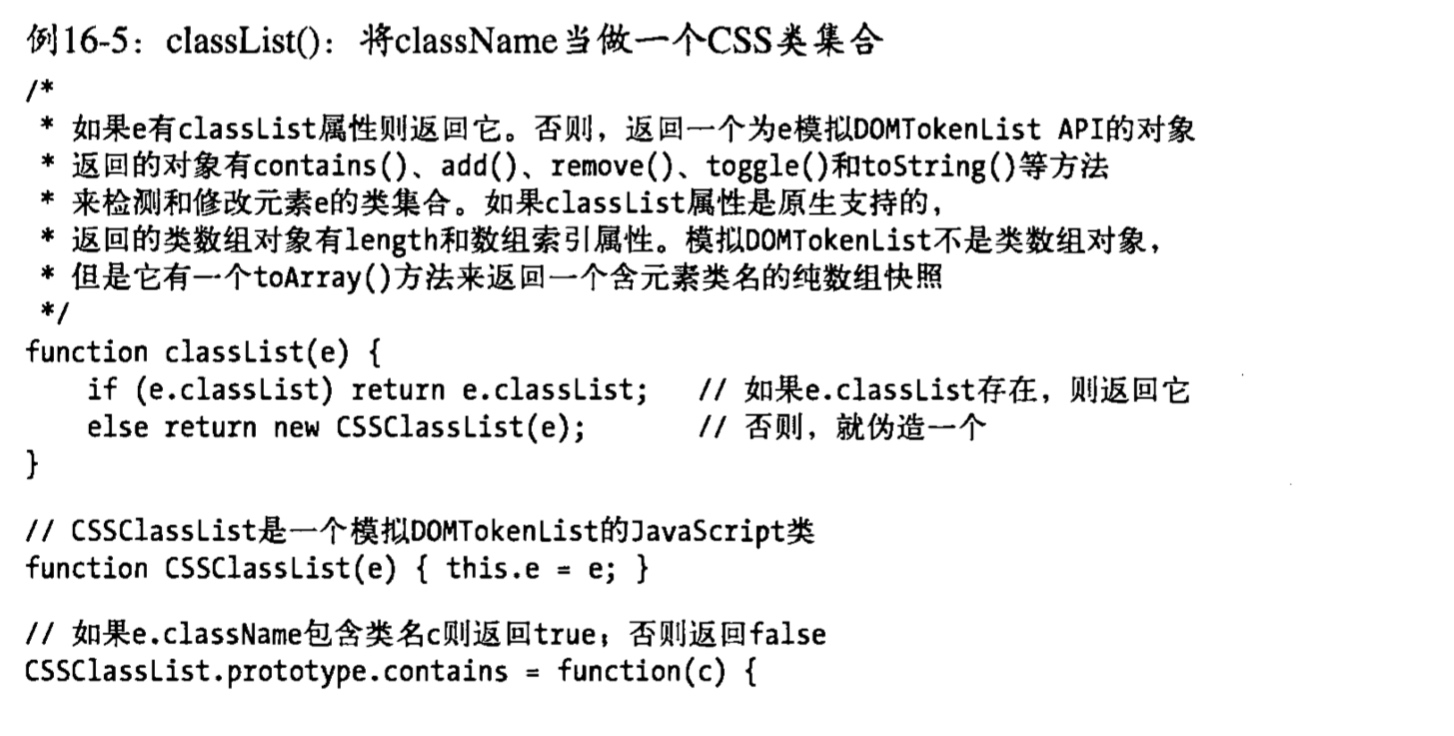 例16-5：classList()：将className当做一个CSS类集合
/*
 * 如果e有classList属性则返回它。否则，返回一个为e模拟DOMTokenList API的对象
 * 返回的对象有contains()、add()、remove()、toggle()和toString()等方法
 * 来检测和修改元素e的类集合。如果classList属性是原生支持的，
 * 返回的类数组对象有length和数组索引属性。模拟DOMTokenList不是类数组对象，
 * 但是它有一个toArray()方法来返回一个含元素类名的纯数组快照
 */
function classList(e) {
    if (e.classList) return e.classList;   // 如果e.classList存在，则返回它
    else return new CSSClassList(e);       // 否则，就伪造一个
}
// CSSClassList是一个模拟DOMTokenList的JavaScript类
function CSSClassList(e) { this.e = e; }
// 如果e.className包含类名c则返回true；否则返回false
CSSClassList.prototype.contains = function(c) {